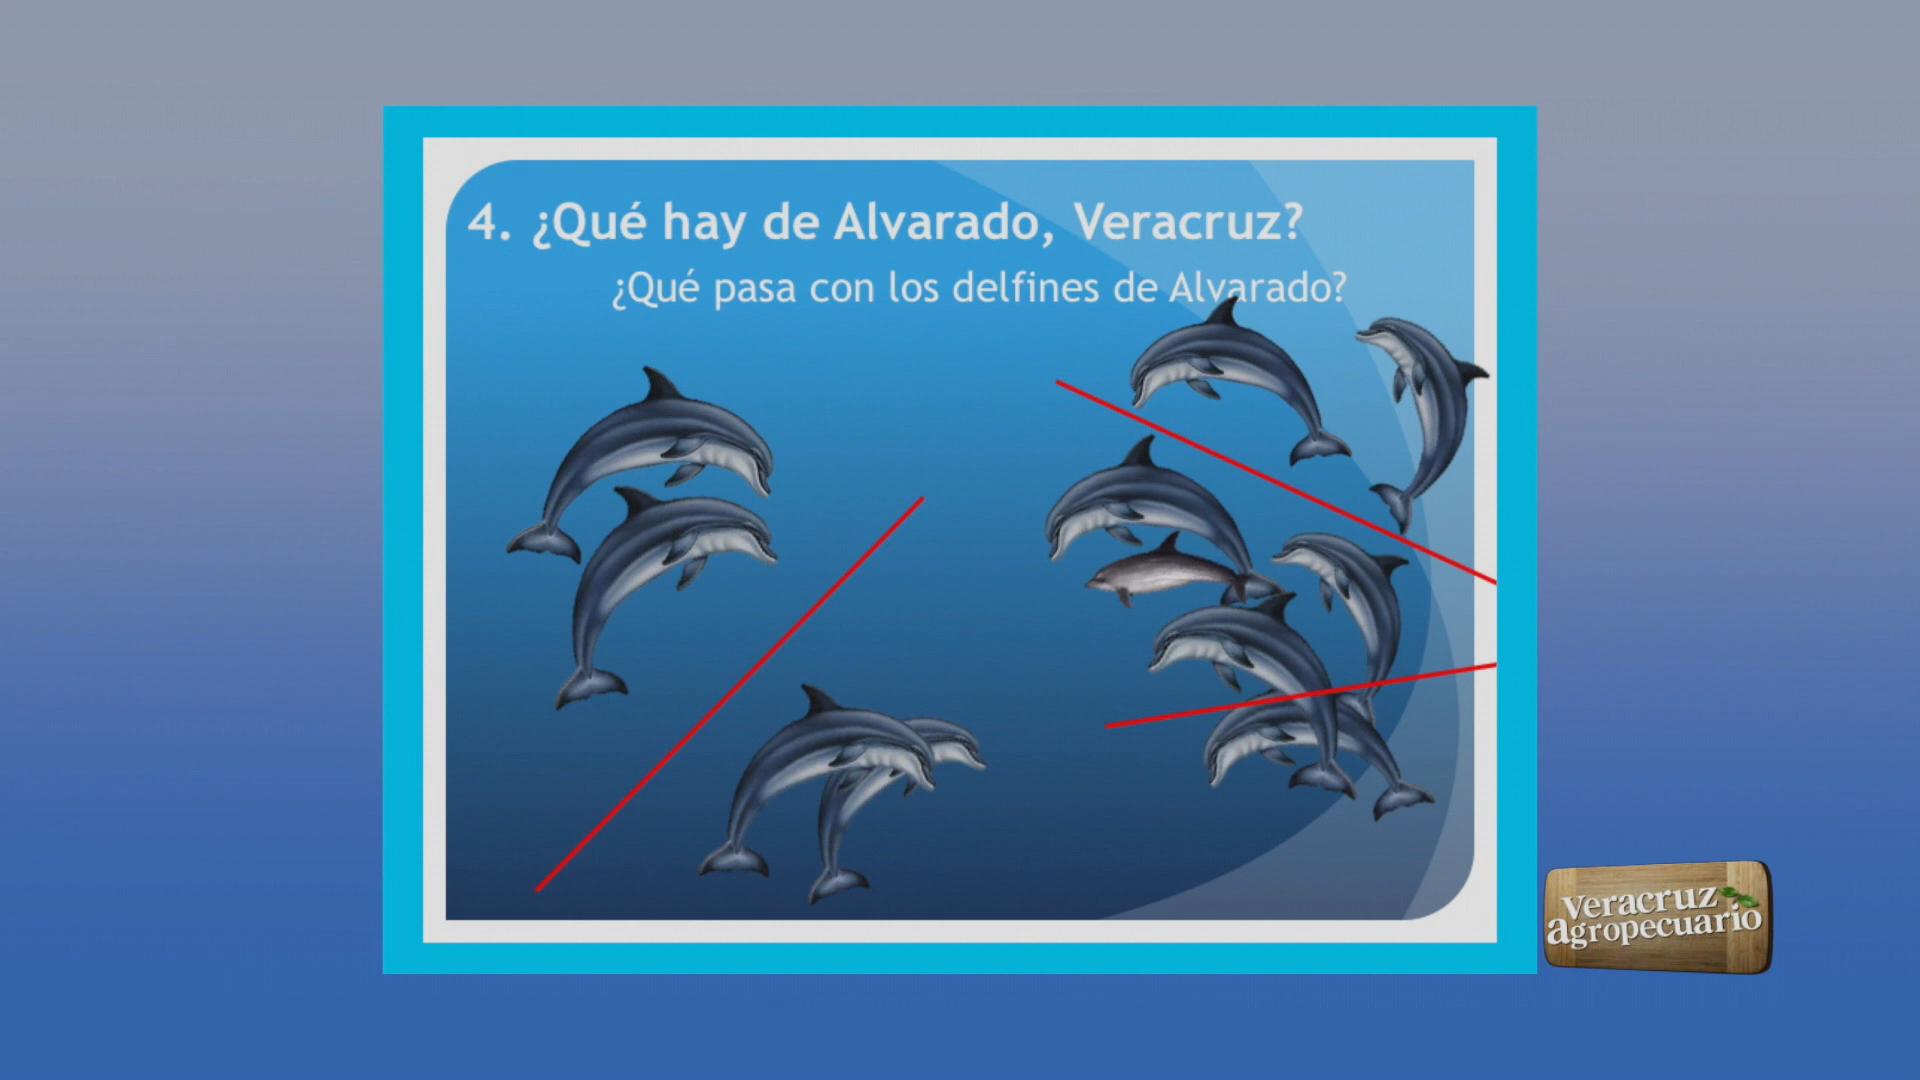 4. ¿Qué hay de Alvarado, Veracruz?
¿Qué pasa con los delfines de Alvarado?
Veracruz
agropecuario